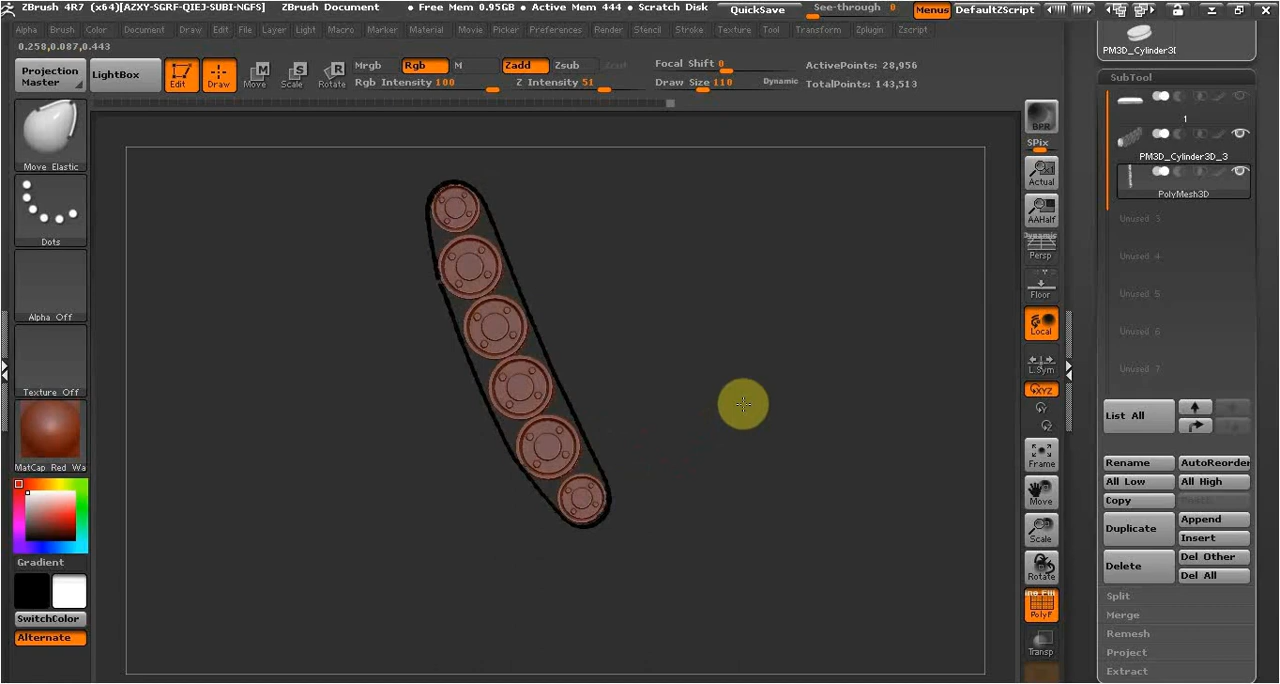 ZBrush 4R7 (x64)[AZXY-SGRF-QIEJ-SUBI-NGFS] ZBrush Document • Free Mem 0.95GB • Active Mem 444 • Scratch Disk QuickSave See-through 0 Menus DefaultZScript
Alpha Brush Color Document Draw Edit File Layer Light Macro Marker Material Movie Picker Preferences Render Stencil Stroke Texture Tool Transform Zplugin Zscript
0.258,0.087,0.443
Projection Master
LightBox
Edit
Draw
Move
Scale
Rotate
Mrgb Rgb M
Rgb Intensity 100
Zadd Zsub Zcut
Z Intensity 51
Focal Shift 0
Draw Size 110 Dynamic
ActivePoints: 28,956
TotalPoints: 143,513
Move Elastic
Dots
Alpha Off
Texture Off
MatCap Red Wa
Gradient
SwitchColor
Alternate
BPR
SPix
Actual
AAHalf
Dynamic
Persp
Floor
Local
L.Sym
XYZ
Frame
Move
Scale
Rotate
PolyF
Transp
SubTool
1
PM3D_Cylinder3D_3
PolyMesh3D
Unused 3
Unused 4
Unused 5
Unused 6
Unused 7
List All
Rename AutoReorder
All Low All High
Copy
Duplicate
Append
Insert
Delete
Del Other
Del All
Split
Merge
Remesh
Project
Extract